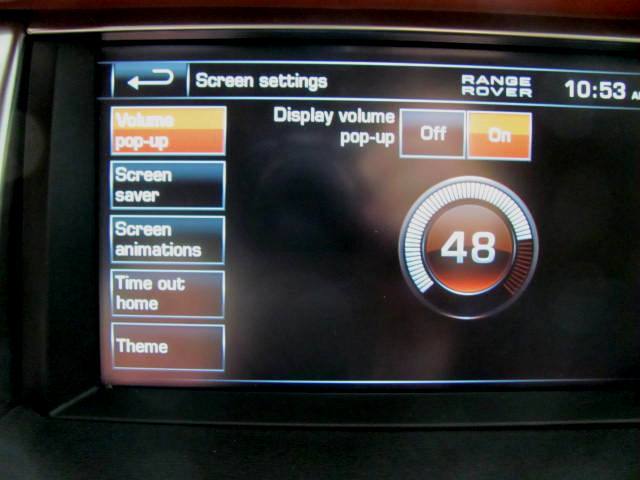 Screen settings
RANGE
ROVER
10:53
Volume
pop-up
Display volume
pop-up
Off
On
Screen
saver
Screen
animations
Time out
home
Theme
48